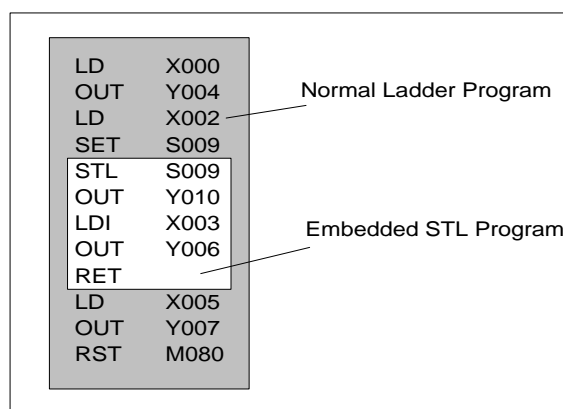 LD X000
OUT Y004
LD X002
SET S009
STL S009
OUT Y010
LDI X003
OUT Y006
RET
LD X005
OUT Y007
RST M080
Normal Ladder Program
Embedded STL Program